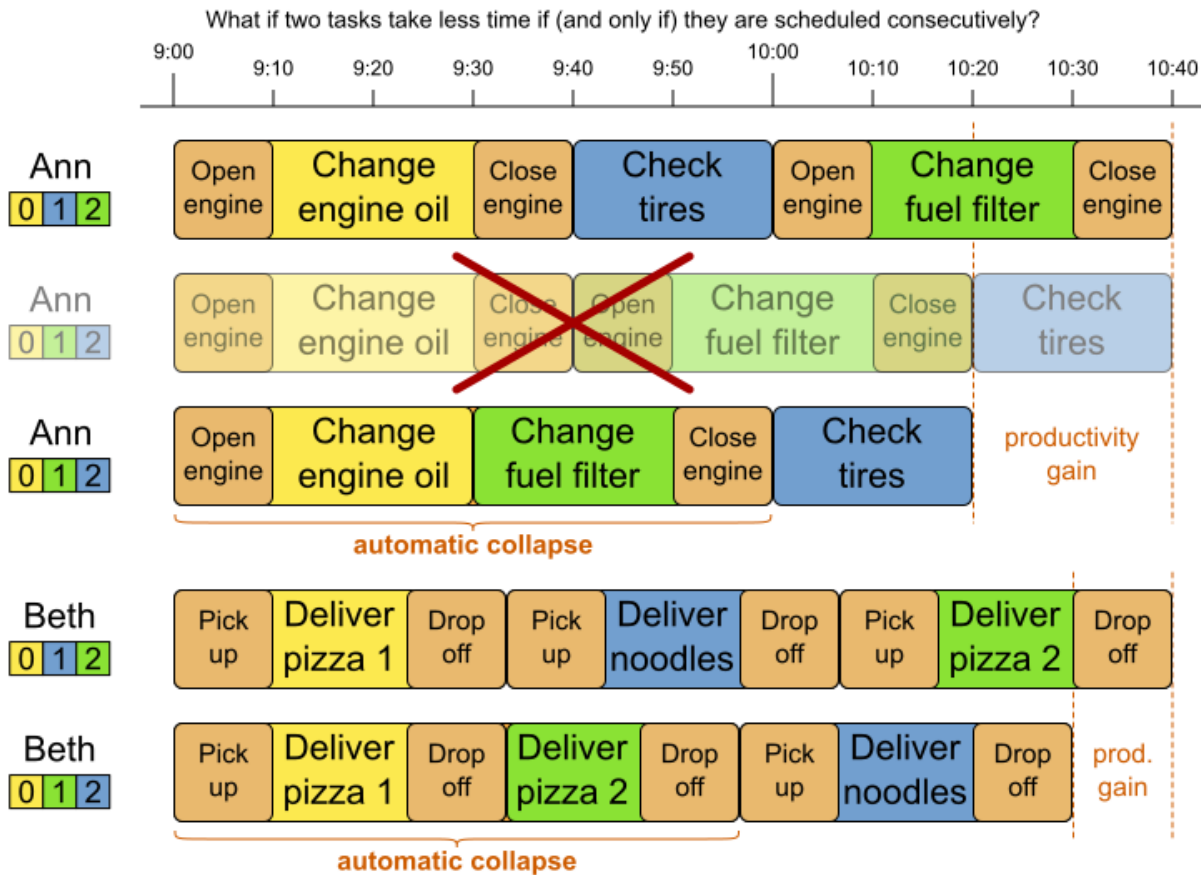 What if two tasks take less time if (and only if) they are scheduled consecutively?
9:00 9:10 9:20 9:30 9:40 9:50 10:00 10:10 10:20 10:30 10:40
Ann
0 1 2
Open
engine
Change
engine oil
Close
engine
Check
tires
Open
engine
Change
fuel filter
Close
engine
Ann
0 1 2
Open
engine
Change
engine oil
Close
engine
Open
engine
Change
fuel filter
Close
engine
Check
tires
Ann
0 1 2
Open
engine
Change
engine oil
Change
fuel filter
Close
engine
Check
tires
productivity
gain
automatic collapse
Beth
0 1 2
Pick
up
Deliver
pizza 1
Drop
off
Pick
up
Deliver
noodles
Drop
off
Pick
up
Deliver
pizza 2
Drop
off
Beth
0 1 2
Pick
up
Deliver
pizza 1
Drop
off
Deliver
pizza 2
Drop
off
Pick
up
Deliver
noodles
Drop
off
prod.
gain
automatic collapse